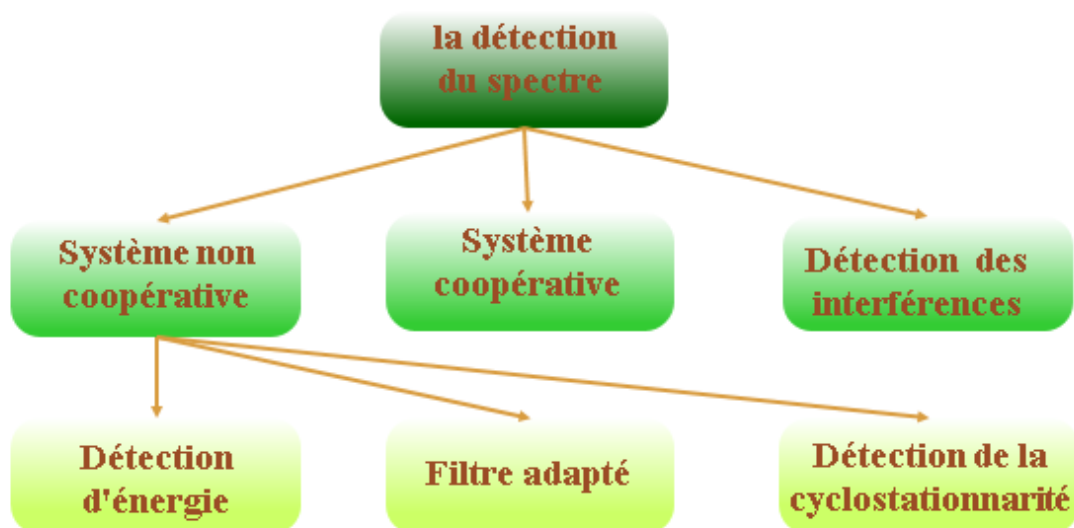 la détection
du spectre
Système non
coopérative
Système
coopérative
Détection des
interférences
Détection
d'énergie
Filtre adapté
Détection de la
cyclostationnarité